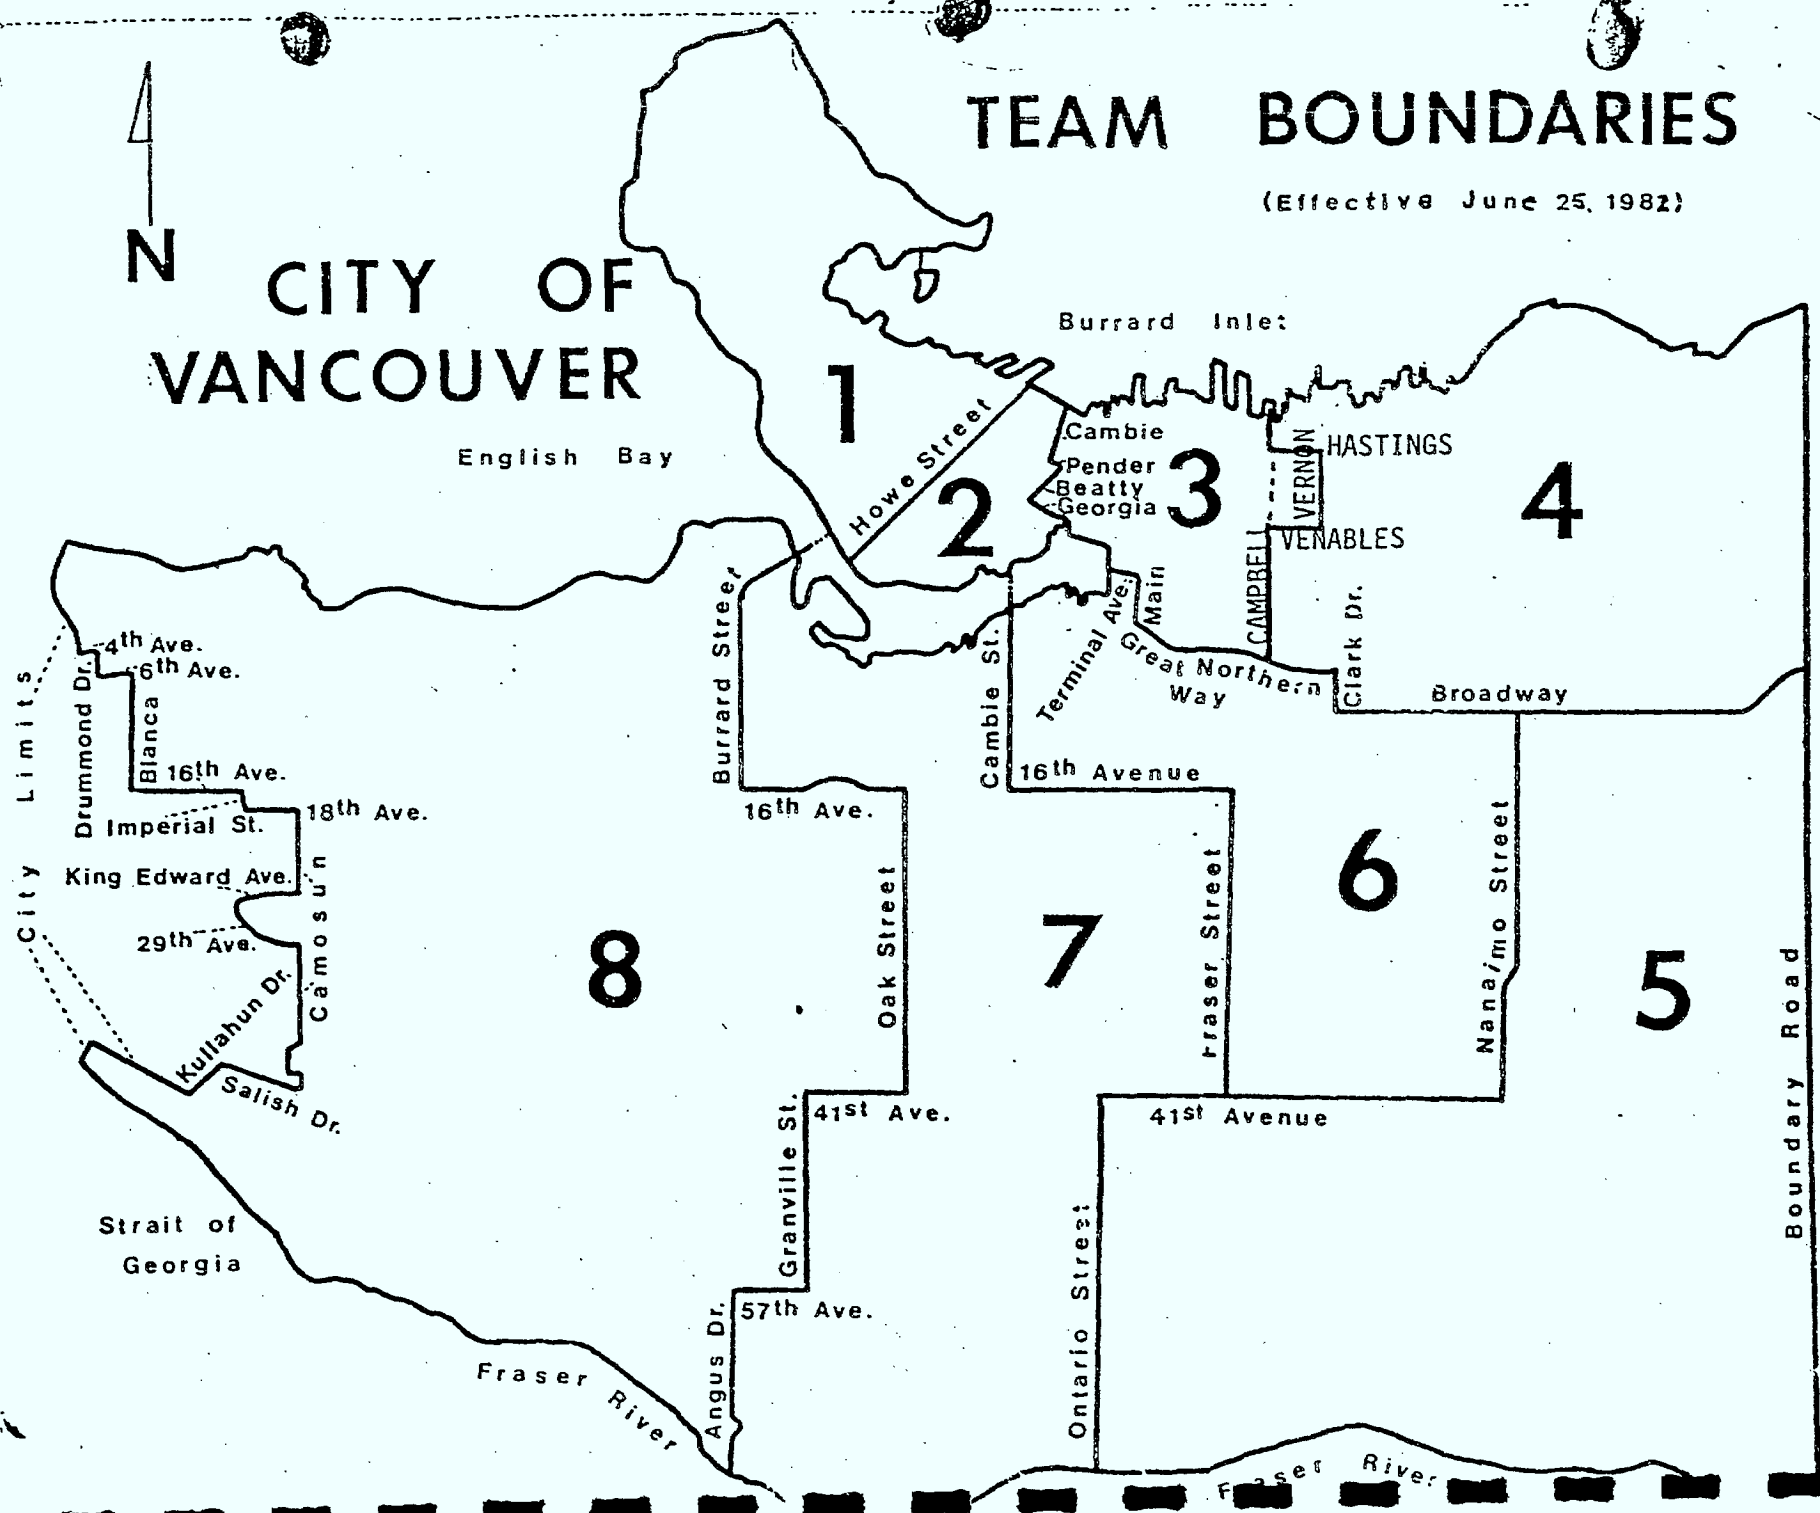 TEAM BOUNDARIES
(Effective June 25, 1982)
N
CITY OF
VANCOUVER
Burrard Inlet
English Bay
1
Howe Street
2
Cambie
Pender
Beatty
Georgia
3
HASTINGS
VERNON
VENABLES
CAMPBELL
4
Clark Dr.
Main
Terminal Ave.
Great Northern
Way
Broadway
City Limits
4th Ave.
6th Ave.
Drummond Dr.
Blanca
16th Ave.
Imperial St.
18th Ave.
King Edward Ave.
29th Ave.
Camosun
Kullahun Dr.
Salish Dr.
Burrard Street
16th Ave.
Cambie St.
16th Avenue
8
Oak Street
7
Fraser Street
6
Nanaimo Street
5
Boundary Road
41st Ave.
41st Avenue
Granville St.
57th Ave.
Angus Dr.
Ontario Street
Strait of
Georgia
Fraser River
Fraser River